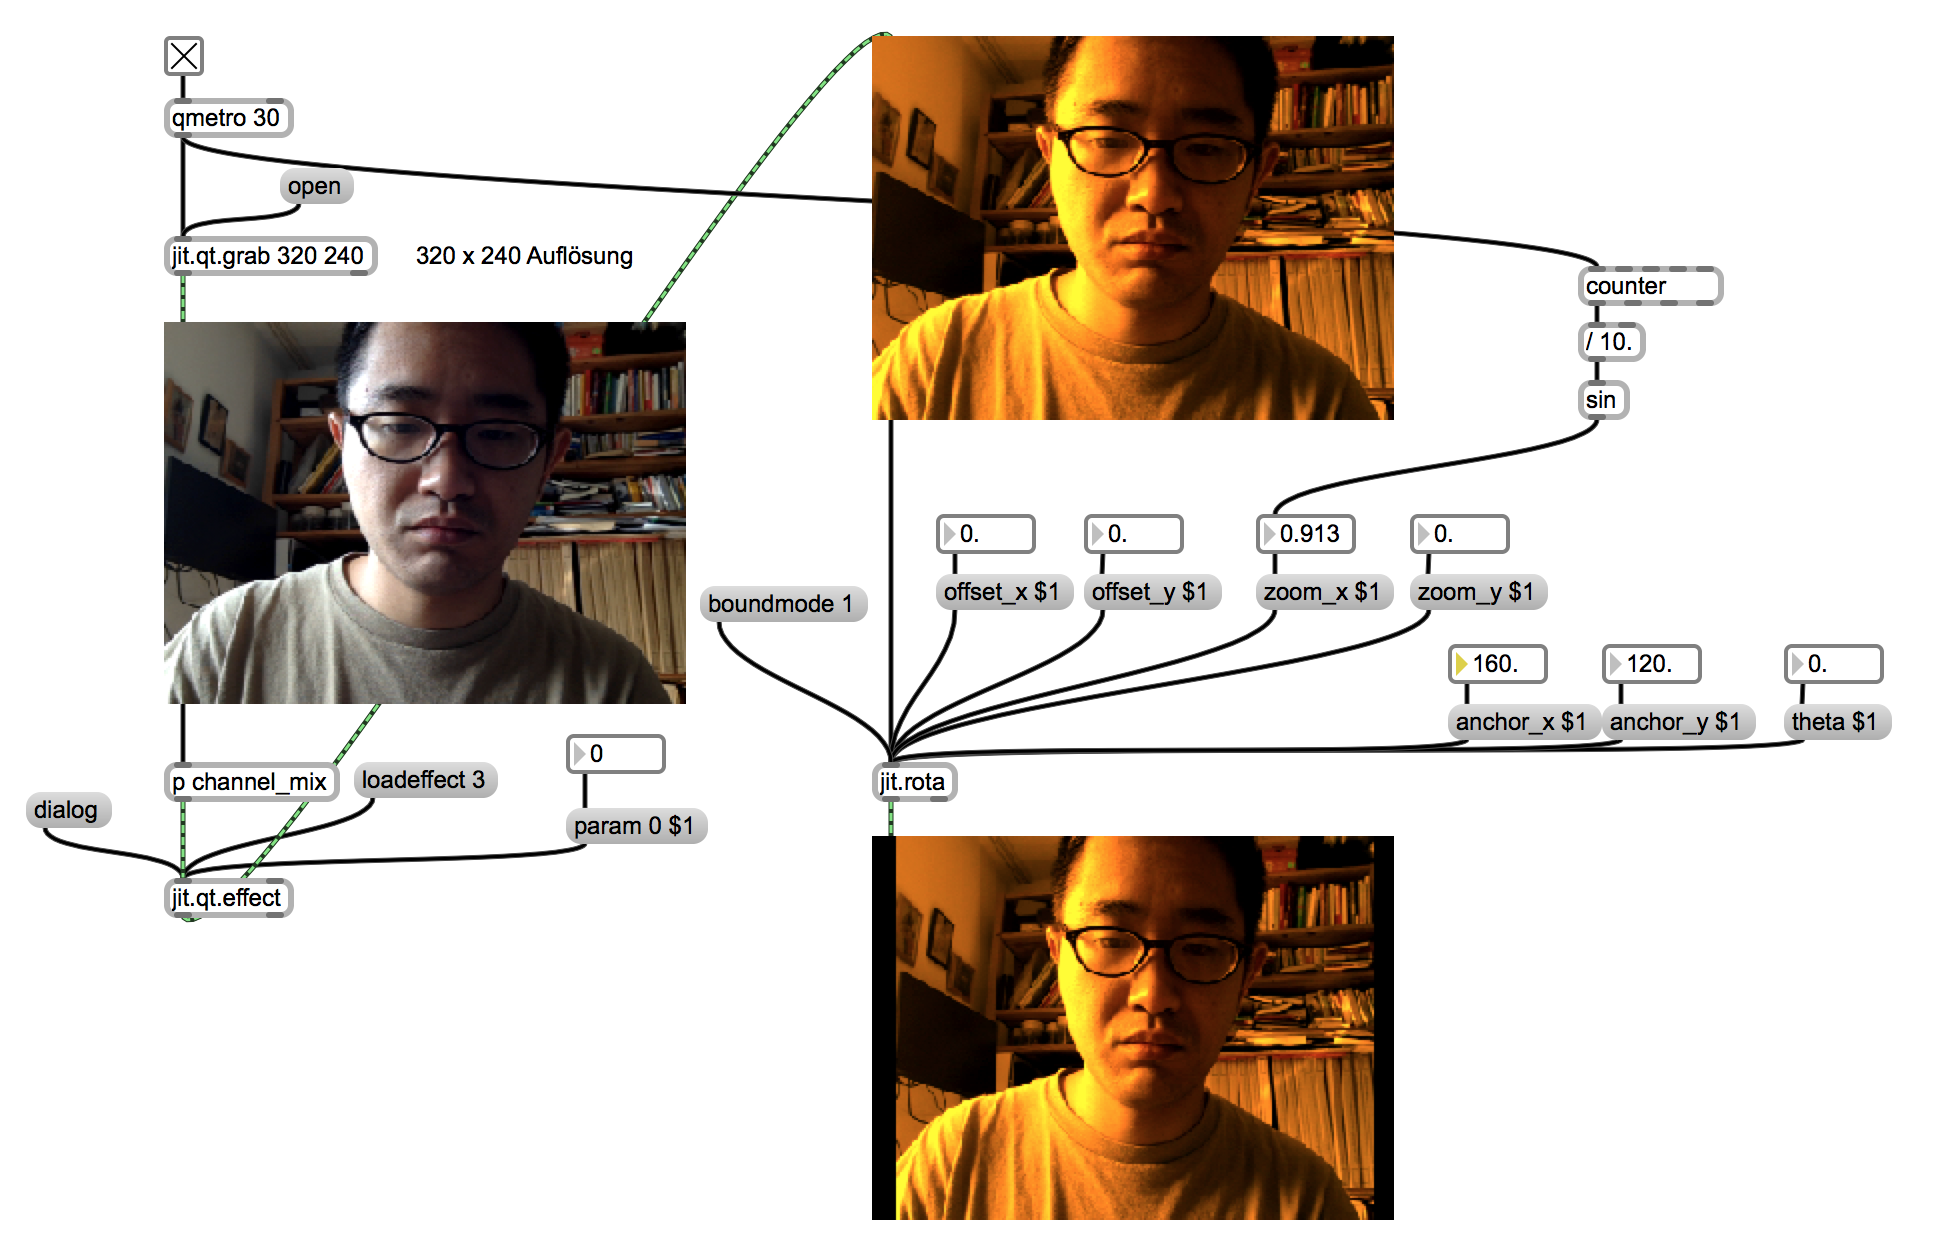 qmetro 30
open
jit.qt.grab 320 240
320 x 240 Auflösung
counter
/ 10.
sin
0.
0.
0.913
0.
offset_x $1
offset_y $1
zoom_x $1
zoom_y $1
boundmode 1
160.
120.
0.
anchor_x $1
anchor_y $1
theta $1
0
p channel_mix
loadeffect 3
jit.rota
dialog
param 0 $1
jit.qt.effect